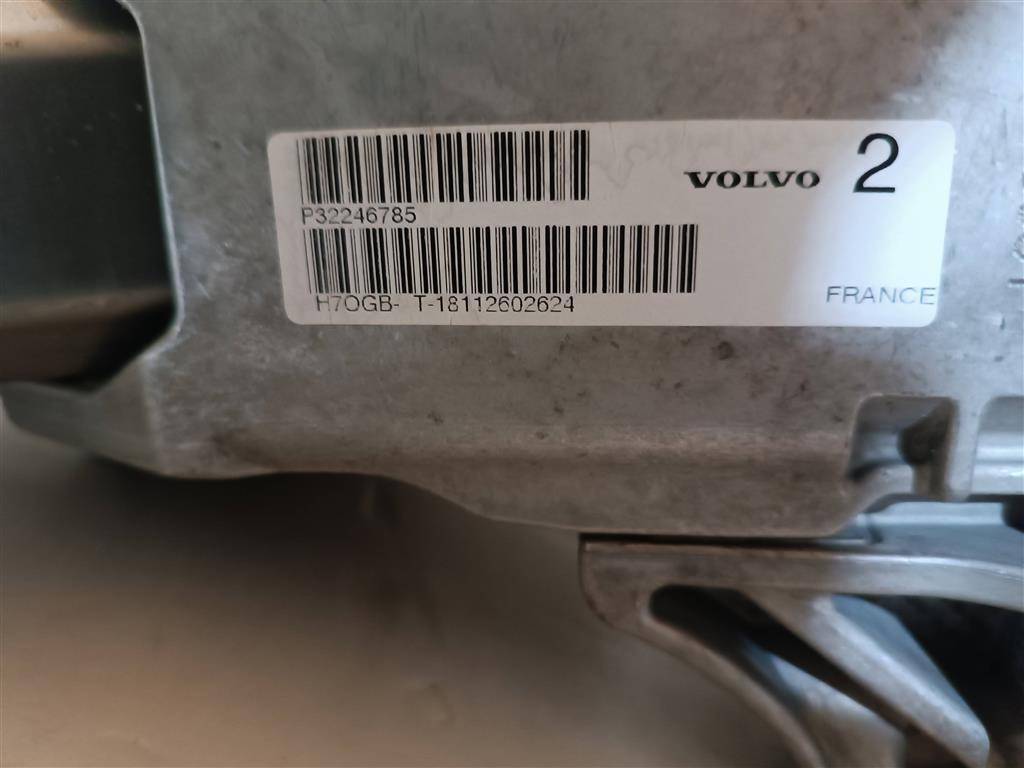 VOLVO 2
P32246785
H7OGB- T-18112602624
FRANCE